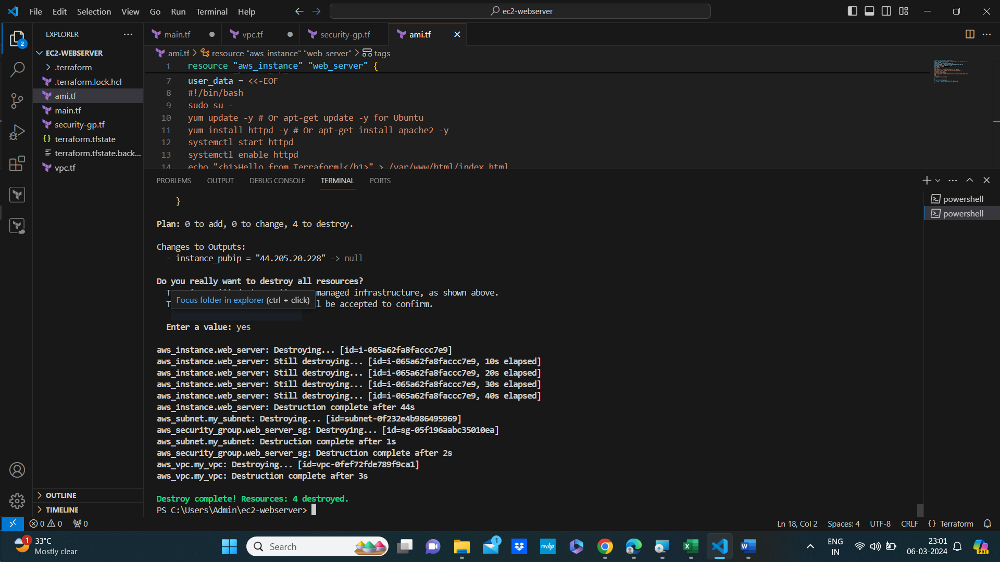 File Edit Selection View Go Run Terminal Help
ec2-webserver
EXPLORER
main.tf vpc.tf security-gp.tf ami.tf
2
EC2-WEBSERVER
.terraform
.terraform.lock.hcl
ami.tf
main.tf
security-gp.tf
terraform.tfstate
terraform.tfstate.back...
vpc.tf
OUTLINE
TIMELINE
ami.tf > resource "aws_instance" "web_server" > tags
1 resource "aws_instance" "web_server" {
7 user_data = <<-EOF
8 #!/bin/bash
9 sudo su -
10 yum update -y # Or apt-get update -y for Ubuntu
11 yum install httpd -y # Or apt-get install apache2 -y
12 systemctl start httpd
13 systemctl enable httpd
14 echo "<h1>Hello from Terraform!</h1>" > /var/www/html/index.html
PROBLEMS OUTPUT DEBUG CONSOLE TERMINAL PORTS
powershell
powershell
}
Plan: 0 to add, 0 to change, 4 to destroy.
Changes to Outputs:
- instance_pubip = "44.205.20.228" -> null
Do you really want to destroy all resources?
managed infrastructure, as shown above.
Focus folder in explorer (ctrl + click)
be accepted to confirm.
Enter a value: yes
aws_instance.web_server: Destroying... [id=i-065a62fa8faccc7e9]
aws_instance.web_server: Still destroying... [id=i-065a62fa8faccc7e9, 10s elapsed]
aws_instance.web_server: Still destroying... [id=i-065a62fa8faccc7e9, 20s elapsed]
aws_instance.web_server: Still destroying... [id=i-065a62fa8faccc7e9, 30s elapsed]
aws_instance.web_server: Still destroying... [id=i-065a62fa8faccc7e9, 40s elapsed]
aws_instance.web_server: Destruction complete after 44s
aws_subnet.my_subnet: Destroying... [id=subnet-0f232e4b986495969]
aws_security_group.web_server_sg: Destroying... [id=sg-05f196aabc35010ea]
aws_subnet.my_subnet: Destruction complete after 1s
aws_security_group.web_server_sg: Destruction complete after 2s
aws_vpc.my_vpc: Destroying... [id=vpc-0fef72fde789f9ca1]
aws_vpc.my_vpc: Destruction complete after 3s
Destroy complete! Resources: 4 destroyed.
PS C:\Users\Admin\ec2-webserver>
0 0 0 Ln 18, Col 2 Spaces: 4 UTF-8 CRLF {} Terraform
1 33°C
Mostly clear
Search
1
myhp
ENG
IN
23:01
06-03-2024
PRE